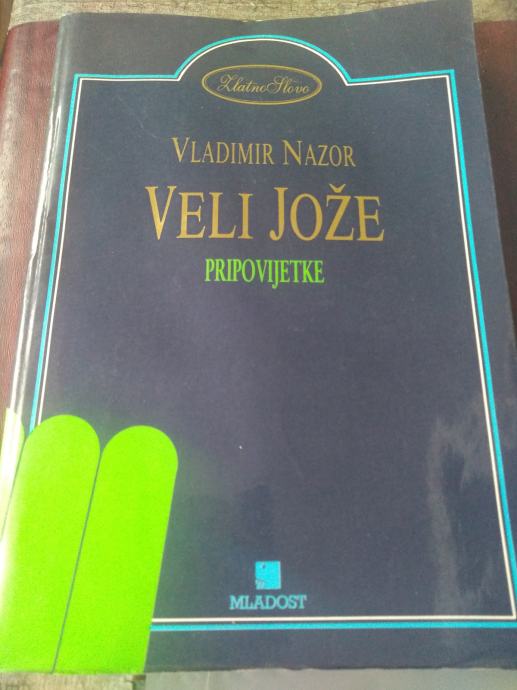 Zlatno Slovo
VLADIMIR NAZOR
VELI JOŽE
PRIPOVIJETKE
MLADOST